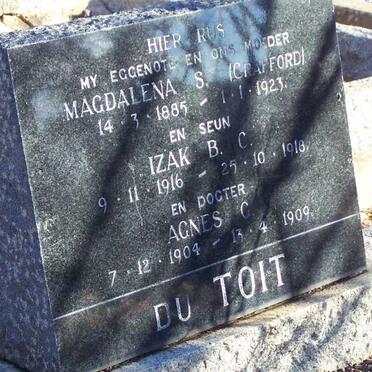 HIER RUS
MY EGGENOTE EN ONS MOEDER
MAGDALENA S. (CRAFFORD)
14 · 3 · 1885 - 1 · 1 · 1923.
EN SEUN
IZAK B. C.
9 · 11 · 1916 - 25 · 10 · 1918.
EN DOGTER
AGNES C.
7 · 12 · 1904 - 13 · 4 · 1909.
DU TOIT